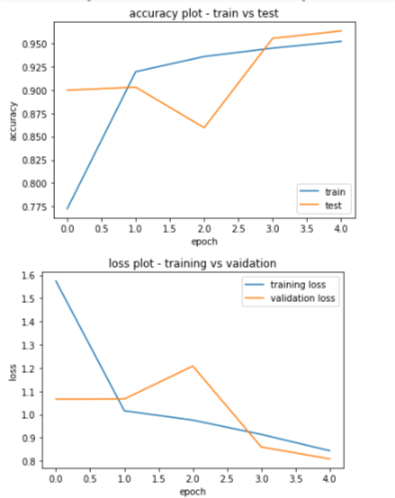 accuracy plot - train vs test
0.950
0.925
0.900
0.875
0.850
0.825
0.800
0.775
accuracy
train
test
0.0 0.5 1.0 1.5 2.0 2.5 3.0 3.5 4.0
epoch
loss plot - training vs vaidation
1.6
1.5
1.4
1.3
1.2
1.1
1.0
0.9
0.8
loss
training loss
validation loss
0.0 0.5 1.0 1.5 2.0 2.5 3.0 3.5 4.0
epoch